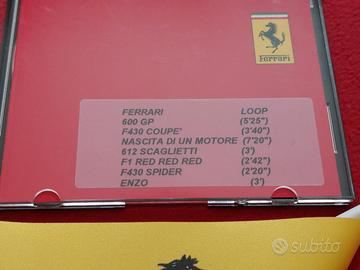 Ferrari
FERRARI LOOP
600 GP (5'25")
F430 COUPE' (3'40")
NASCITA DI UN MOTORE (7'20")
612 SCAGLIETTI (3')
F1 RED RED RED (2'42")
F430 SPIDER (2'20")
ENZO (3')
subito